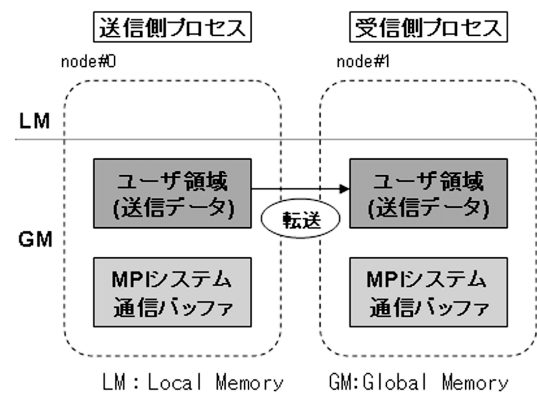 送信側プロセス
受信側プロセス
node#0
node#1
LM
GM
ユーザ領域
(送信データ)
転送
ユーザ領域
(送信データ)
MPIシステム
通信バッファ
MPIシステム
通信バッファ
LM：Local Memory
GM:Global Memory